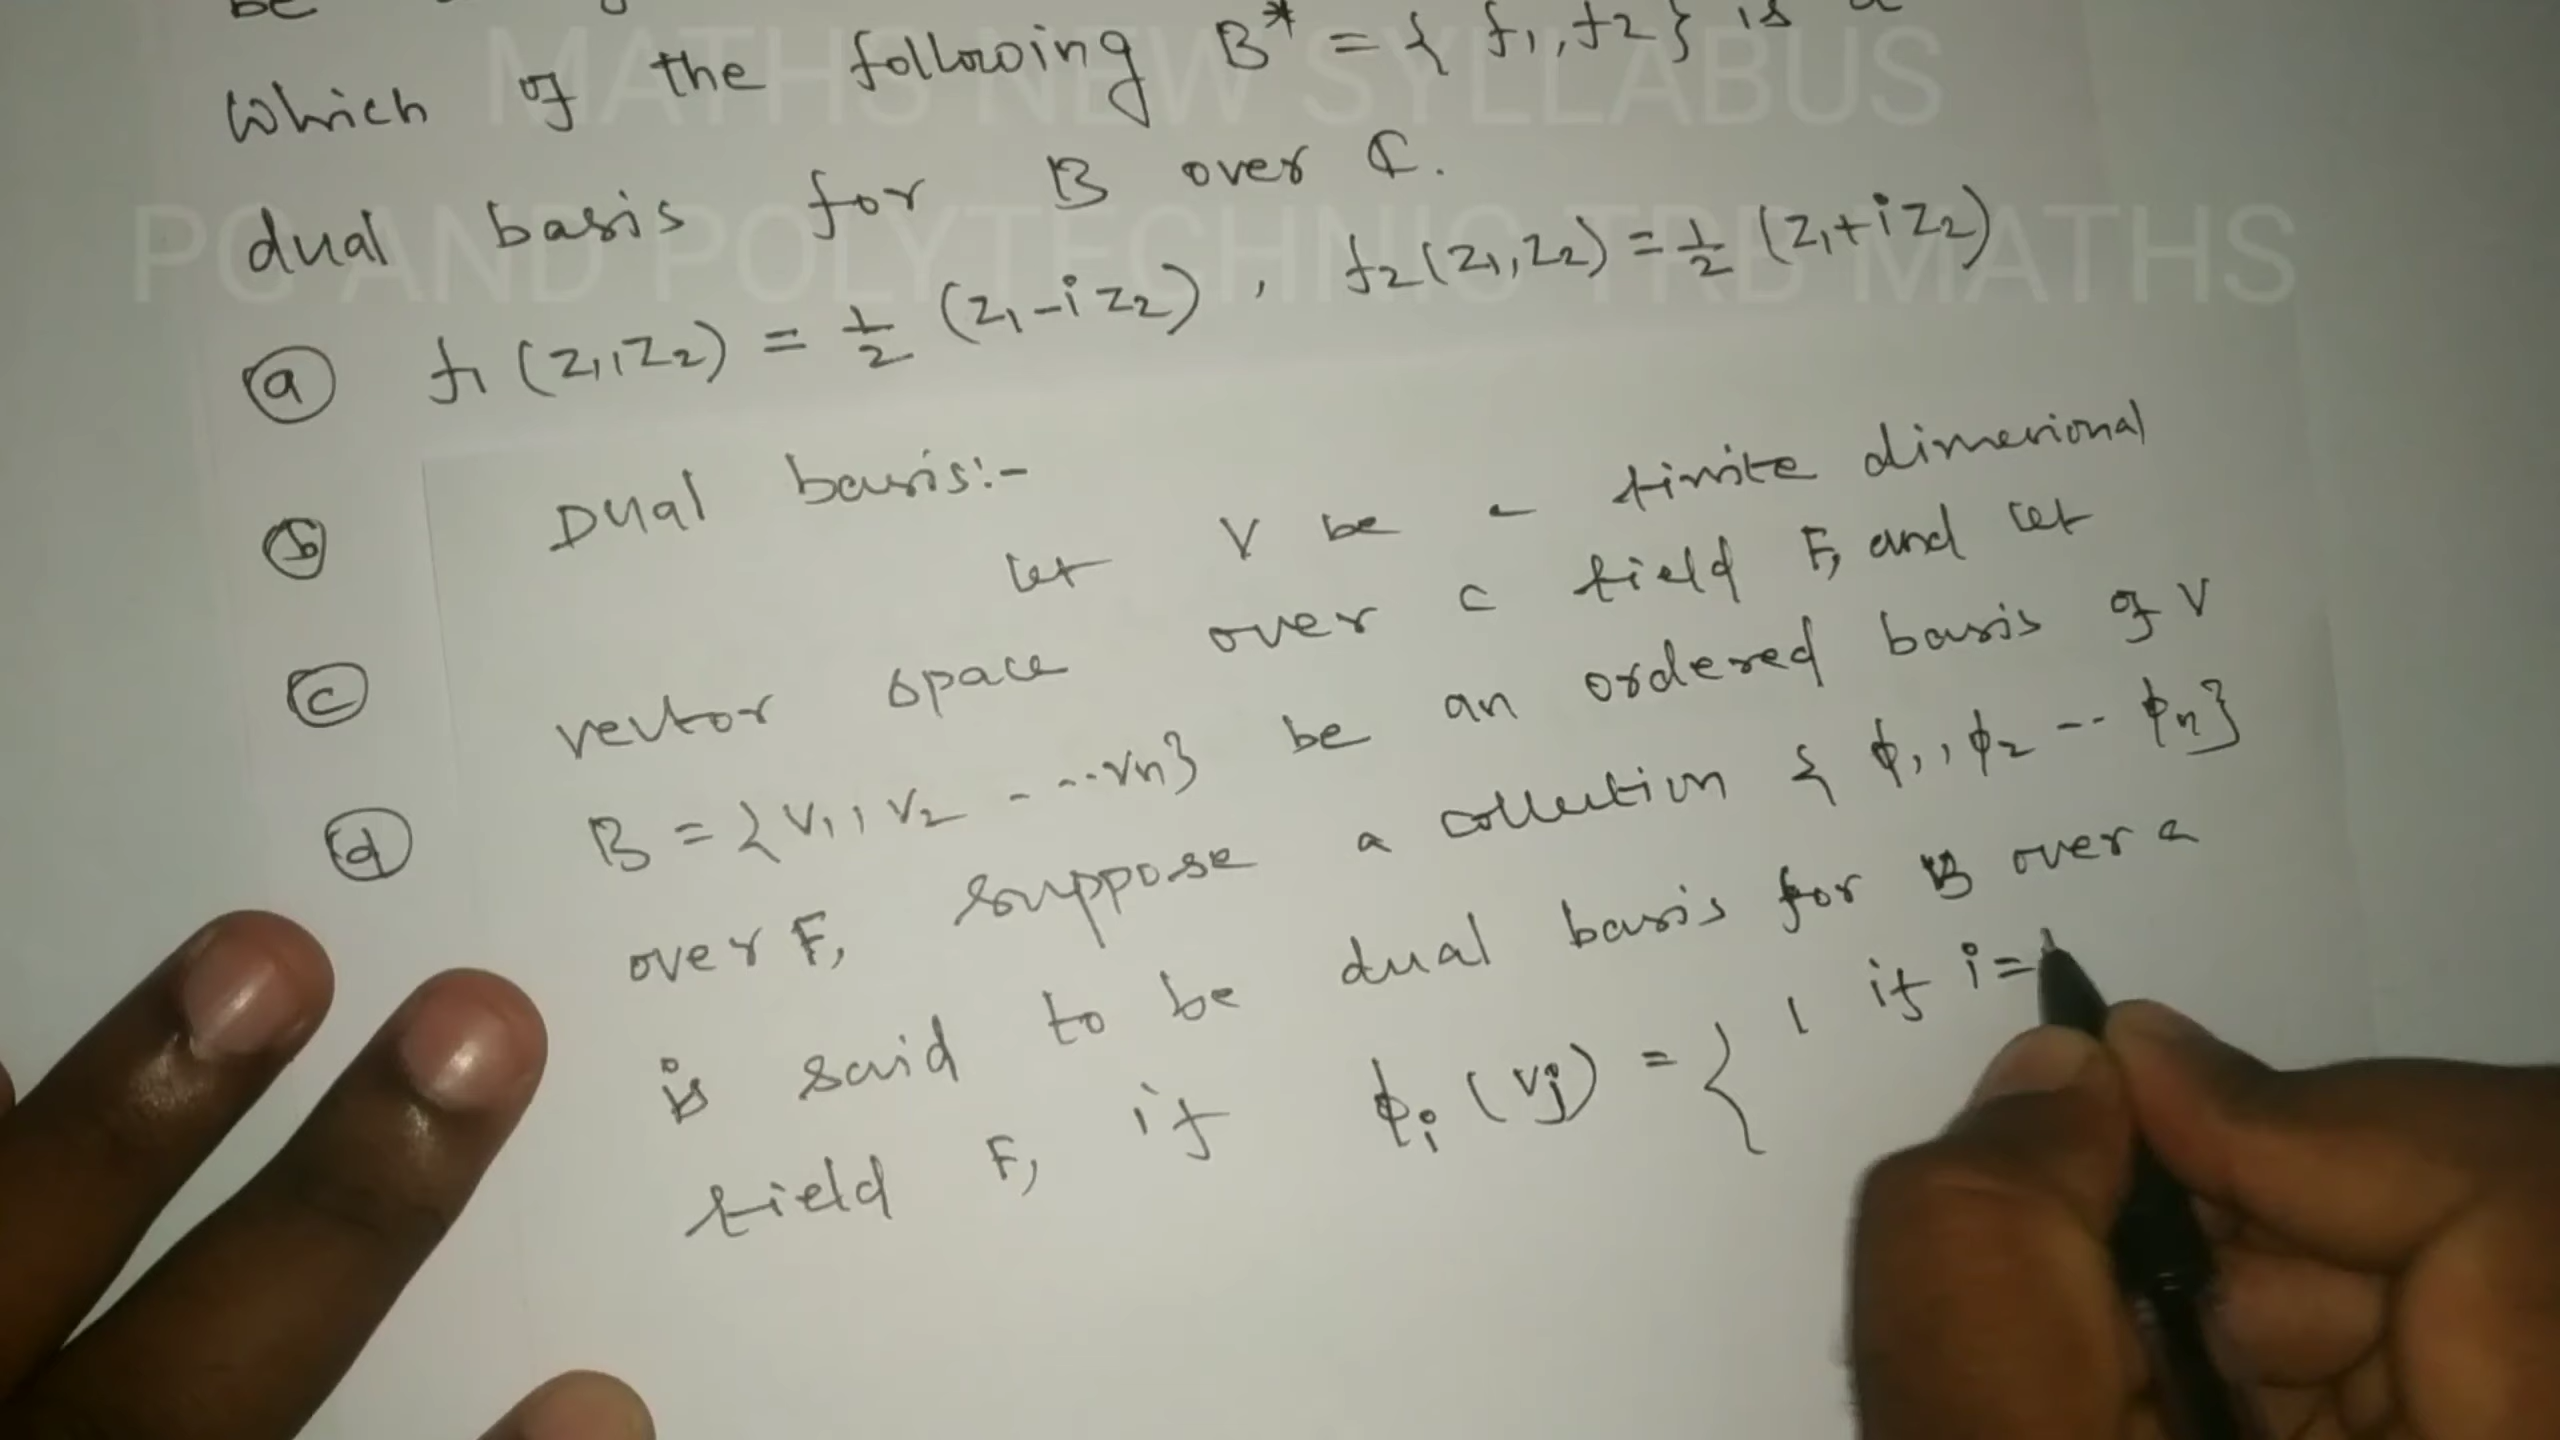 be
Which of the following B* = { f1, f2 } is a
dual basis for B over ₵.
(a) f1 (z1, z2) = 1/2 (z1 - i z2), f2 (z1, z2) = 1/2 (z1 + i z2)
(b)
(c)
(d)
Dual basis:-
Let V be a finite dimensional
vector space over a field F, and let
B = {v1, v2 - ...vn} be an ordered basis of V
over F, suppose a collection { ϕ1, ϕ2 -- ϕn}
is said to be dual basis for B over a
field F, if ϕi (vj) = { 1 if i=
MATHS NEW SYLLABUS
PG AND POLYTECHNIC TRB MATHS